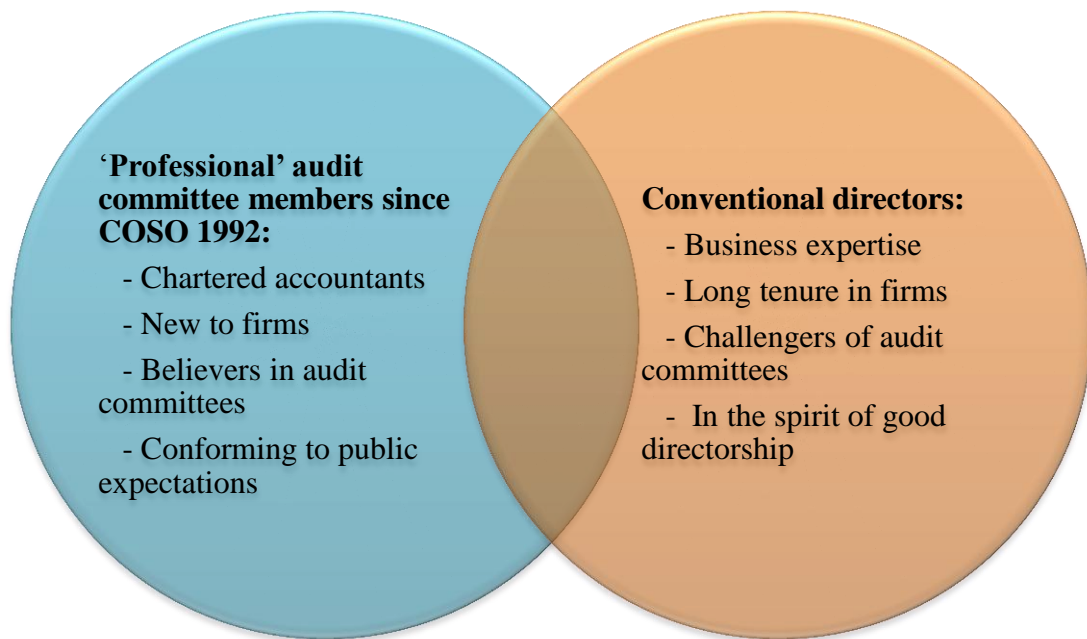 ‘Professional’ audit
committee members since
COSO 1992:
- Chartered accountants
- New to firms
- Believers in audit
committees
- Conforming to public
expectations
Conventional directors:
- Business expertise
- Long tenure in firms
- Challengers of audit
committees
- In the spirit of good
directorship